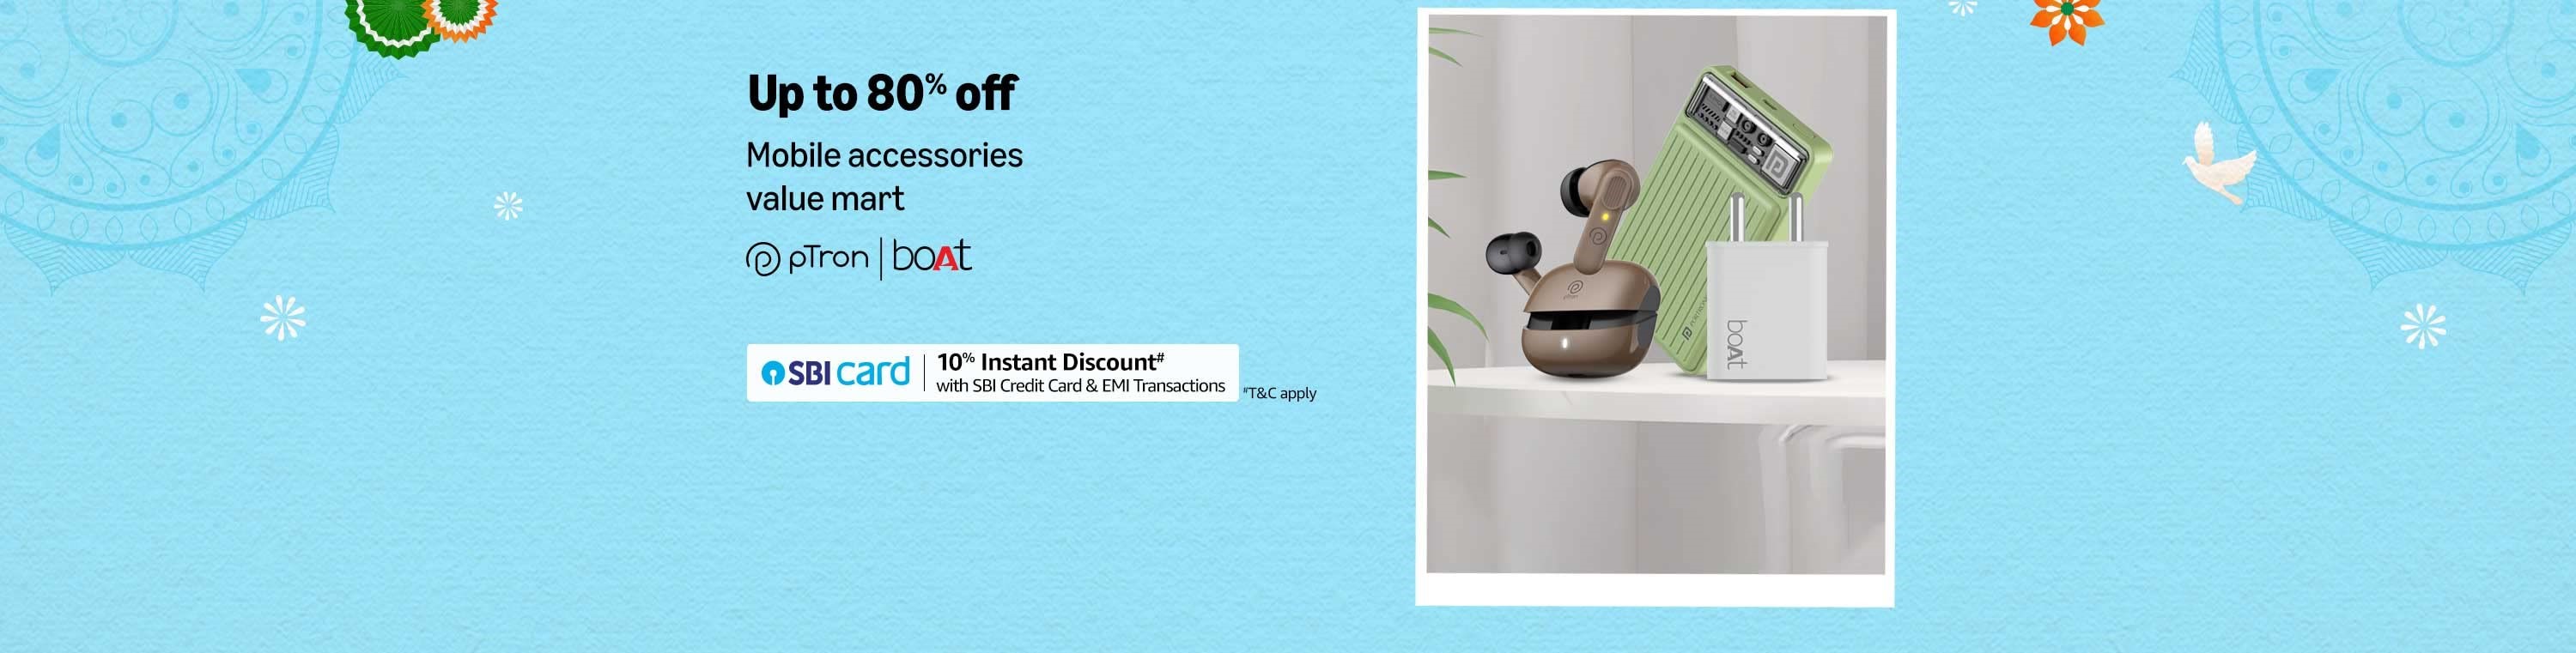 Up to 80% off
Mobile accessories
value mart
pTron | boAt
SBI card | 10% Instant Discount#
with SBI Credit Card & EMI Transactions
#T&C apply
boAt